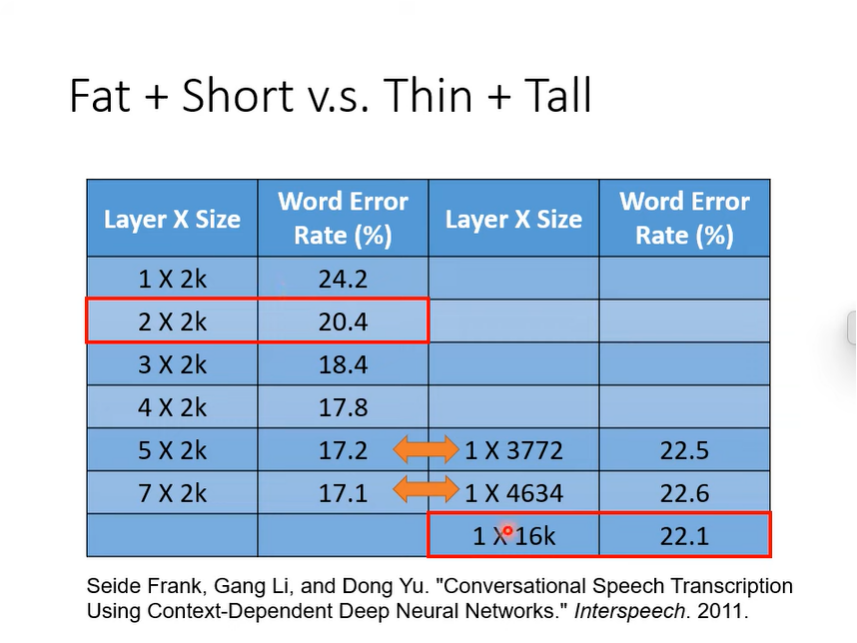 Fat + Short v.s. Thin + Tall
Layer X Size Word Error Rate (%) Layer X Size Word Error Rate (%)
1 X 2k 24.2
2 X 2k 20.4
3 X 2k 18.4
4 X 2k 17.8
5 X 2k 17.2 1 X 3772 22.5
7 X 2k 17.1 1 X 4634 22.6
1 X 16k 22.1
Seide Frank, Gang Li, and Dong Yu. "Conversational Speech Transcription
Using Context-Dependent Deep Neural Networks." Interspeech. 2011.